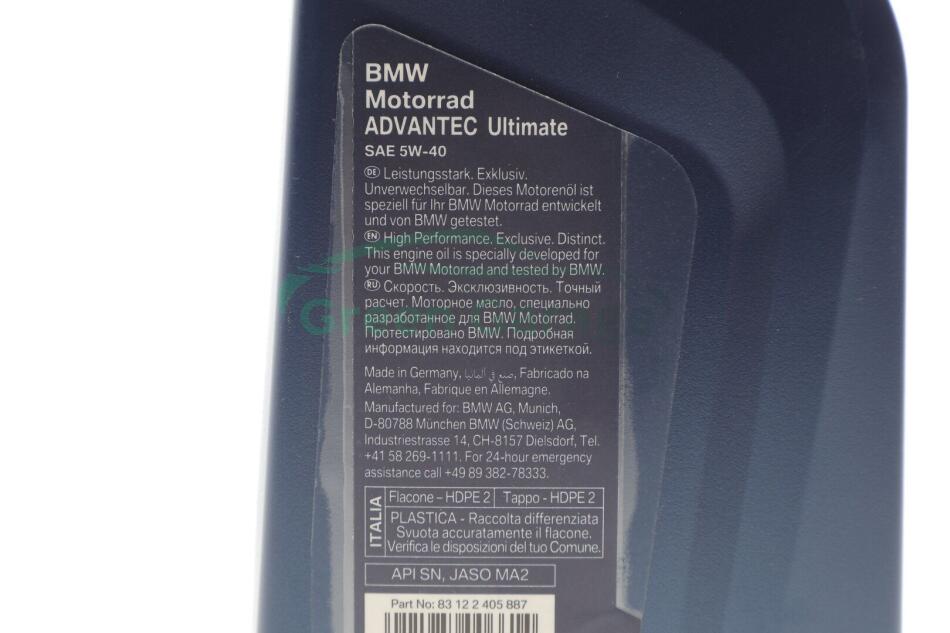 BMW
Motorrad
ADVANTEC Ultimate
SAE 5W-40
DE Leistungsstark. Exklusiv.
Unverwechselbar. Dieses Motorenöl ist
speziell für Ihr BMW Motorrad entwickelt
und von BMW getestet.
EN High Performance. Exclusive. Distinct.
This engine oil is specially developed for
your BMW Motorrad and tested by BMW.
RU Скорость. Эксклюзивность. Точный
расчет. Моторное масло, специально
разработанное для BMW Motorrad.
Протестировано BMW. Подробная
информация находится под этикеткой.
Made in Germany, صنع في ألمانيا, Fabricado na
Alemanha, Fabrique en Allemagne.
Manufactured for: BMW AG, Munich,
D-80788 München BMW (Schweiz) AG,
Industriestrasse 14, CH-8157 Dielsdorf, Tel.
+41 58 269-1111. For 24-hour emergency
assistance call +49 89 382-78333.
ITALIA
Flacone – HDPE 2 Tappo - HDPE 2
PLASTICA - Raccolta differenziata
Svuota accuratamente il flacone.
Verifica le disposizioni del tuo Comune.
API SN, JASO MA2
Part No: 83 12 2 405 887